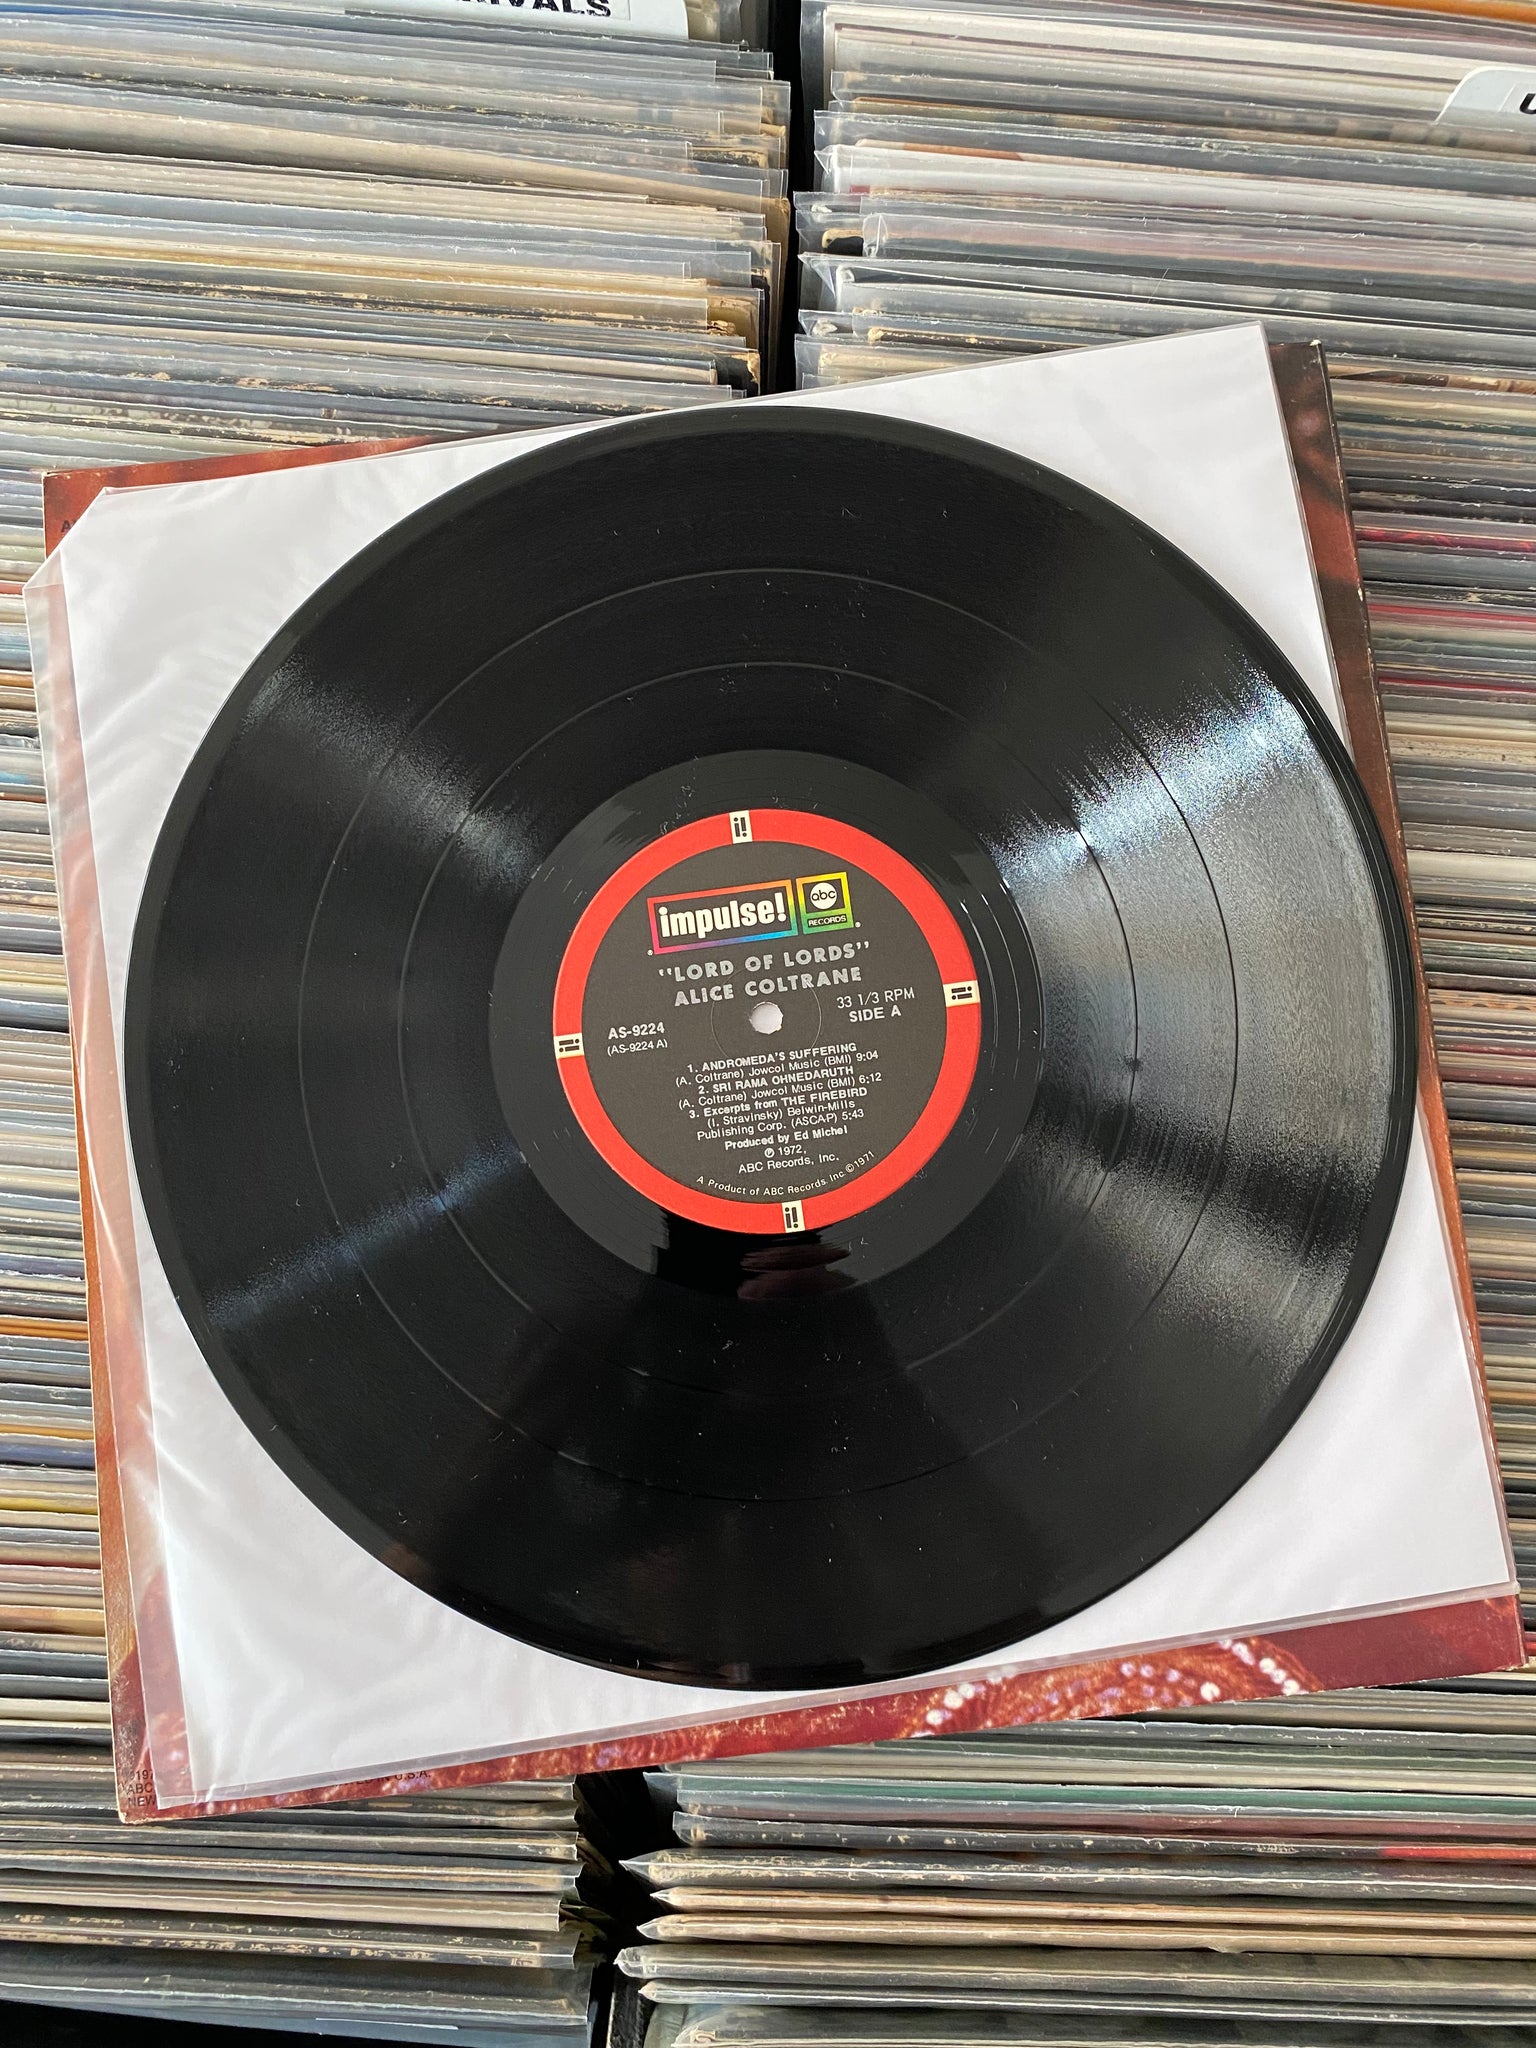 impulse!
abc
RECORDS
"LORD OF LORDS"
ALICE COLTRANE
33 1/3 RPM
SIDE A
AS-9224
(AS-9224 A)
1. ANDROMEDA'S SUFFERING
(A. Coltrane) Jowcol Music (BMI) 9:04
2. SRI RAMA OHNEDARUTH
(A. Coltrane) Jowcol Music (BMI) 6:12
3. Excerpts from THE FIREBIRD
(I. Stravinsky) Belwin-Mills
Publishing Corp. (ASCAP) 5:43
Produced by Ed Michel
℗ 1972,
ABC Records, Inc.
A Product of ABC Records, Inc. © 1971
ABC
U.S.A.